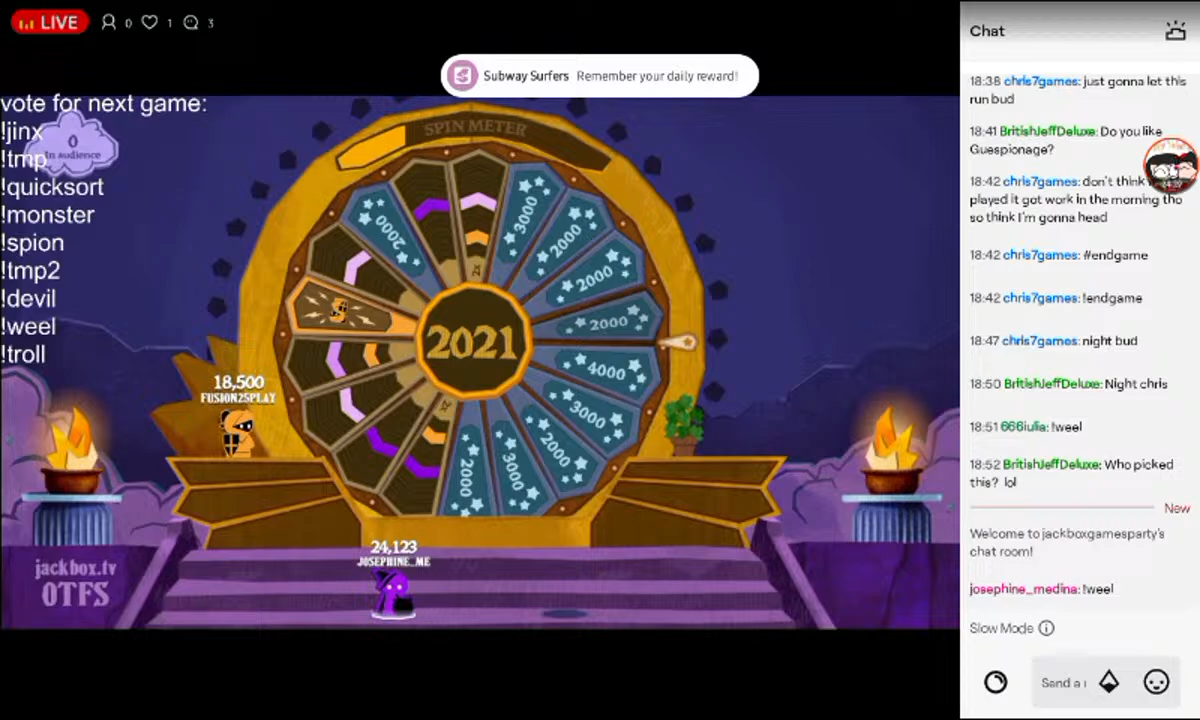 LIVE 0 1 3
Subway Surfers Remember your daily reward!
vote for next game:
!jinx
!tmp
!quicksort
!monster
!spion
!tmp2
!devil
!weel
!troll
0
in audience
SPIN METER
2000
3000
2000
2000
2000
4000
3000
2000
3000
2000
2x
2021
18,500
FUSION25PLAY
24,123
JOSEPHINE_ME
jackbox.tv
OTFS
Chat
18:38 chris7games: just gonna let this
run bud
18:41 BritishJeffDeluxe: Do you like
Guespionage?
18:42 chris7games: don't think
played it got work in the morning tho
so think I'm gonna head
18:42 chris7games: #endgame
18:42 chris7games: !endgame
18:47 chris7games: night bud
18:50 BritishJeffDeluxe: Night chris
18:51 666iulia: !weel
18:52 BritishJeffDeluxe: Who picked
this? lol
New
Welcome to jackboxgamesparty's
chat room!
josephine_medina: !weel
Slow Mode
Send a